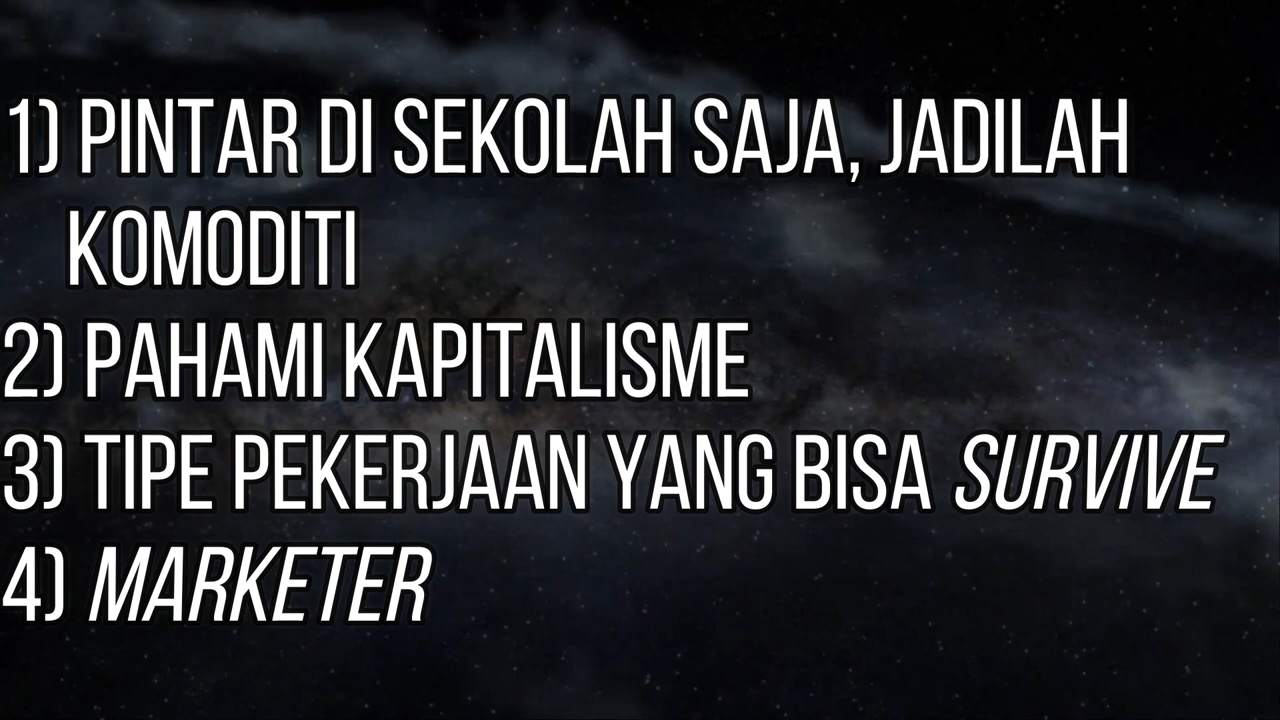 1) PINTAR DI SEKOLAH SAJA, JADILAH
KOMODITI
2) PAHAMI KAPITALISME
3) TIPE PEKERJAAN YANG BISA SURVIVE
4) MARKETER